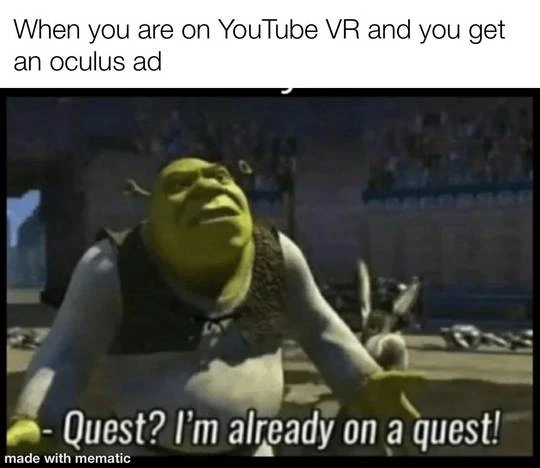 When you are on YouTube VR and you get
an oculus ad
- Quest? I'm already on a quest!
made with mematic